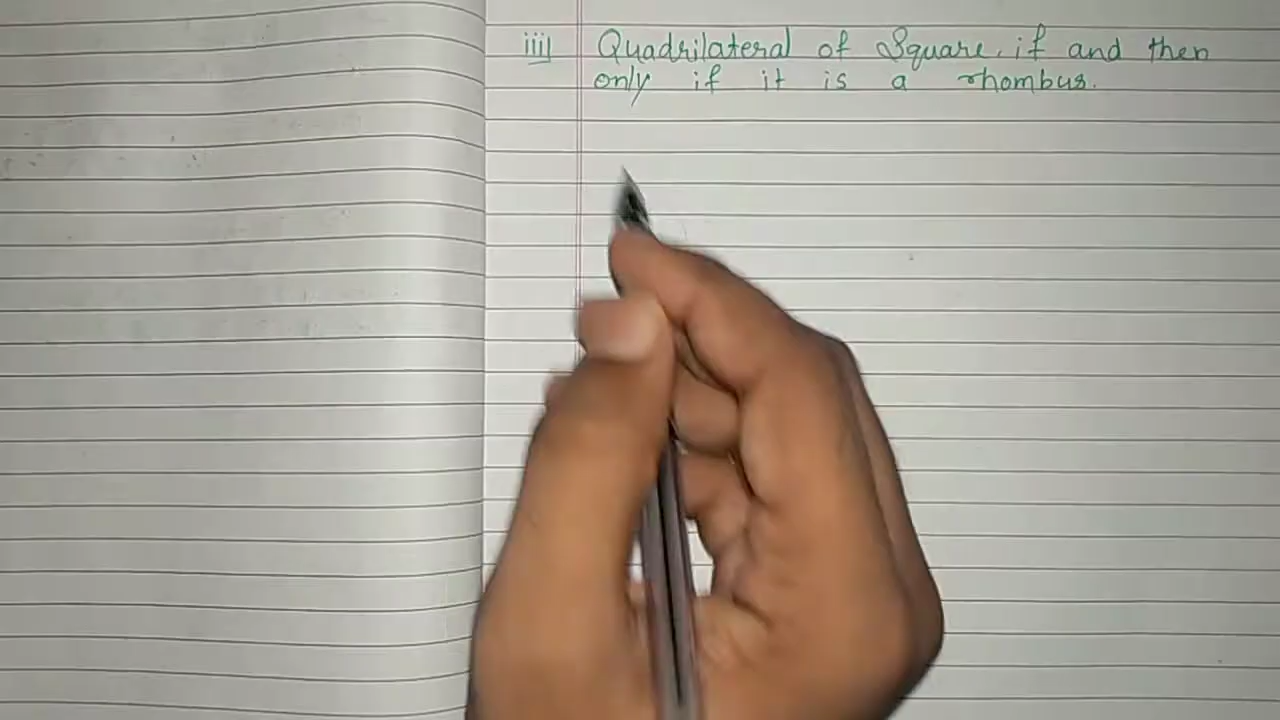 iii) Quadrilateral of Square, if and then
only if it is a rhombus.